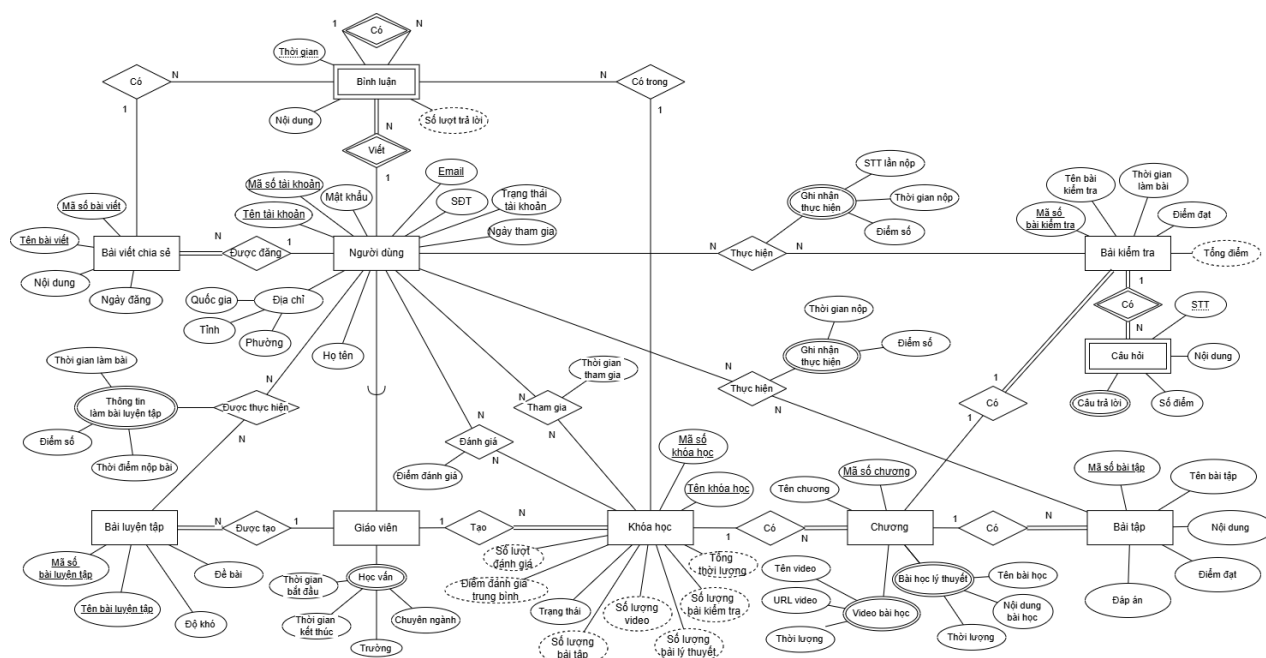 1
Có
N
Thời gian
Có
N
Bình luận
N
Có trong
1
1
Nội dung
N
Số lượt trả lời
Viết
1
Mã số tài khoản
Mật khẩu
Email
Tên tài khoản
SĐT
Trạng thái
tài khoản
Ngày tham gia
STT lần nộp
Ghi nhận
thực hiện
Thời gian nộp
Điểm số
Tên bài
kiểm tra
Thời gian
làm bài
Mã số
bài kiểm tra
Điểm đạt
Mã số bài viết
Tên bài viết
Bài viết chia sẻ
N
Được đăng
1
Người dùng
N
Thực hiện
N
Bài kiểm tra
Tổng điểm
Nội dung
Ngày đăng
Quốc gia
Địa chỉ
Tỉnh
Phường
Họ tên
1
Có
N
STT
Câu hỏi
Nội dung
Câu trả lời
Số điểm
Thời gian nộp
Ghi nhận
thực hiện
Điểm số
N
Thực hiện
N
1
Có
1
Thời gian làm bài
Thông tin
làm bài luyện tập
N
Được thực hiện
N
Điểm số
Thời điểm nộp bài
N
Thời gian
tham gia
N
Tham gia
N
N
Đánh giá
N
Điểm đánh giá
Mã số
khóa học
Tên khóa học
Tên chương
Mã số chương
Mã số bài tập
Tên bài tập
Bài luyện tập
N
Được tạo
1
Giáo viên
1
Tạo
N
Khóa học
1
Có
N
Chương
1
Có
N
Bài tập
Nội dung
Điểm đạt
Đáp án
Mã số
bài luyện tập
Tên bài luyện tập
Độ khó
Đề bài
Thời gian
bắt đầu
Học vấn
Thời gian
kết thúc
Chuyên ngành
Trường
Số lượt
đánh giá
Điểm đánh giá
trung bình
Trạng thái
Số lượng
bài tập
Số lượng
video
Số lượng
bài lý thuyết
Số lượng
bài kiểm tra
Tổng
thời lượng
Tên video
URL video
Video bài học
Thời lượng
Bài học lý thuyết
Tên bài học
Nội dung
bài học
Thời lượng